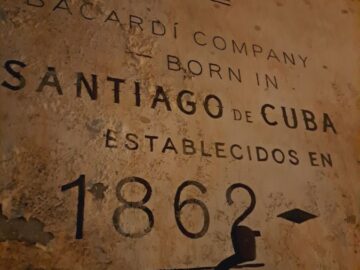 BACARDÍ COMPANY
— BORN IN
SANTIAGO DE CUBA
ESTABLECIDOS EN
1862